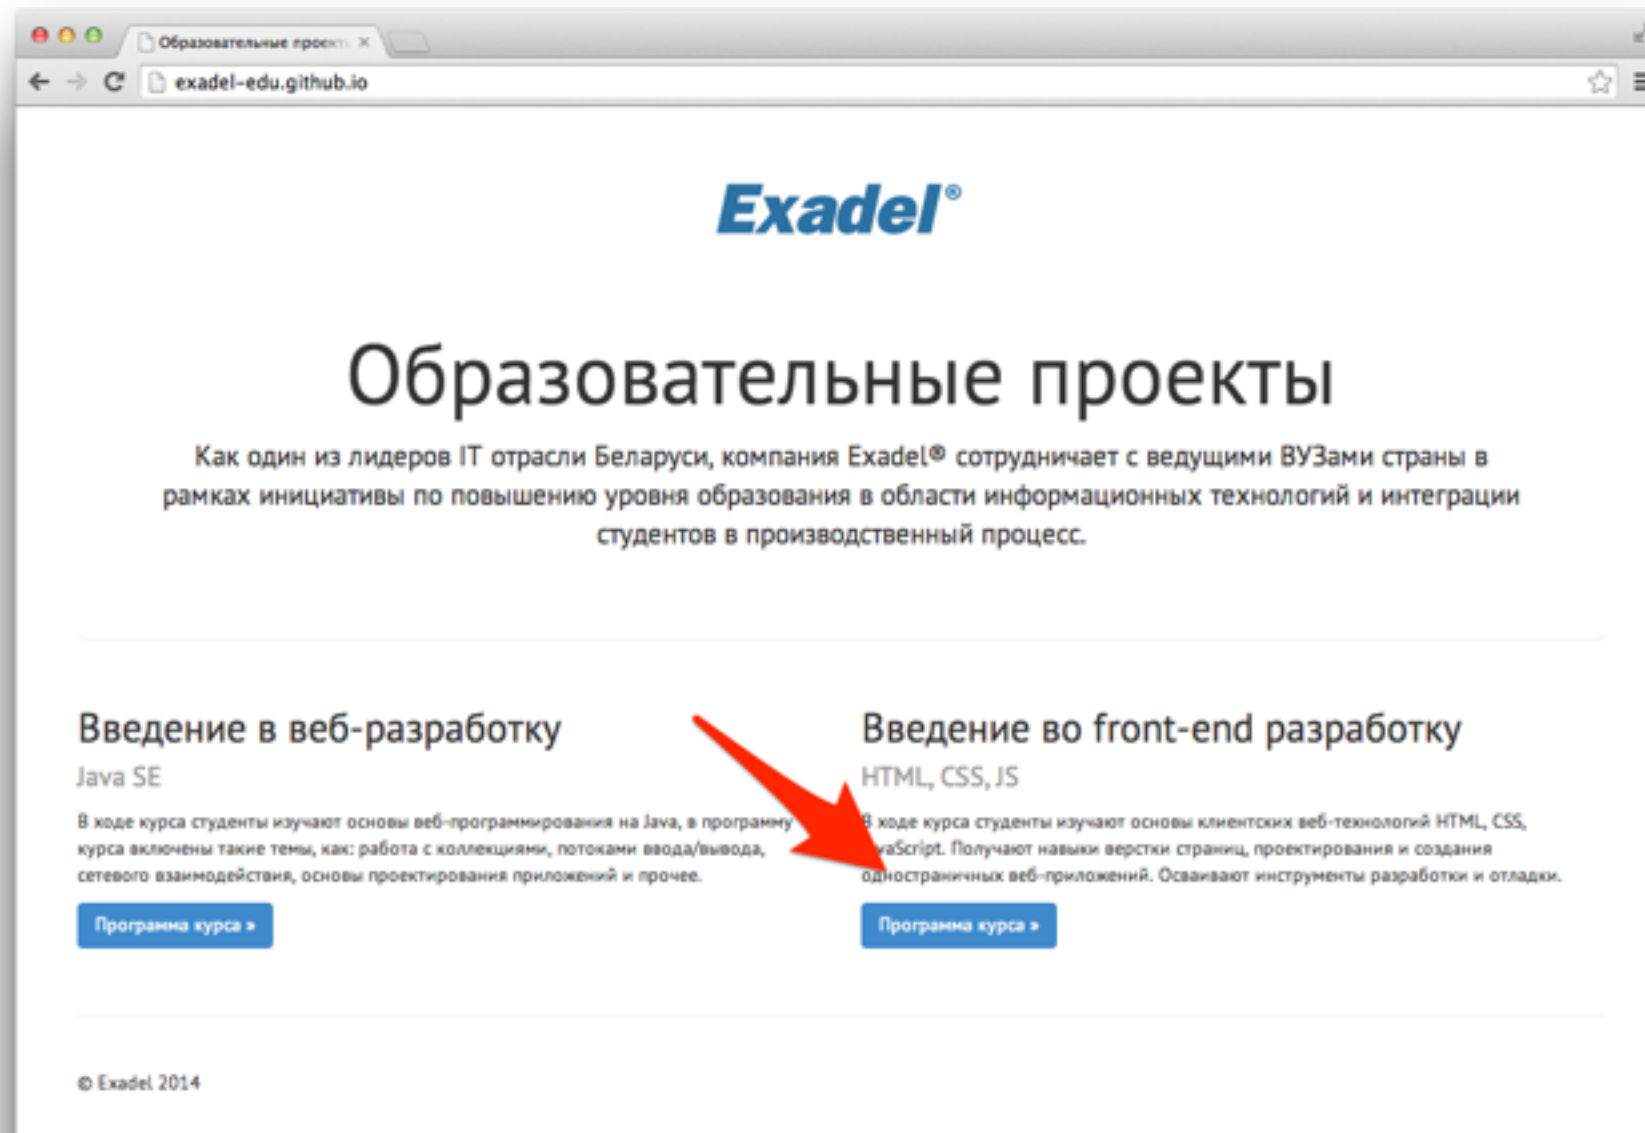 Образовательные проект
exadel-edu.github.io
Exadel®
Образовательные проекты
Как один из лидеров IT отрасли Беларуси, компания Exadel® сотрудничает с ведущими ВУЗами страны в
рамках инициативы по повышению уровня образования в области информационных технологий и интеграции
студентов в производственный процесс.
Введение в веб-разработку
Java SE
В ходе курса студенты изучают основы веб-программирования на Java, в программу
курса включены такие темы, как: работа с коллекциями, потоками ввода/вывода,
сетевого взаимодействия, основы проектирования приложений и прочее.
Программа курса »
Введение во front-end разработку
HTML, CSS, JS
В ходе курса студенты изучают основы клиентских веб-технологий HTML, CSS,
vaScript. Получают навыки верстки страниц, проектирования и создания
одностраничных веб-приложений. Осваивают инструменты разработки и отладки.
Программа курса »
© Exadel 2014